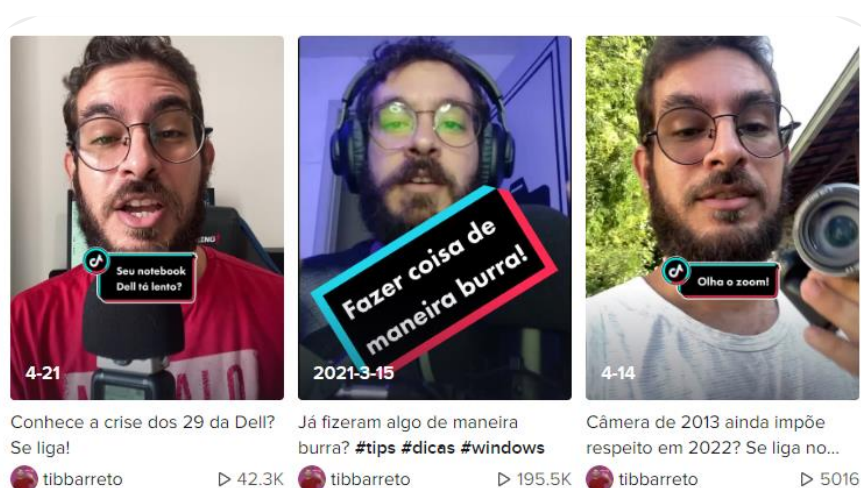 Seu notebook
Dell tá lento?
4-21
Conhece a crise dos 29 da Dell?
Se liga!
tibbarreto 42.3K
Fazer coisa de
maneira burra!
2021-3-15
Já fizeram algo de maneira
burra? #tips #dicas #windows
tibbarreto 195.5K
Olha o zoom!
4-14
Câmera de 2013 ainda impõe
respeito em 2022? Se liga no...
tibbarreto 5016